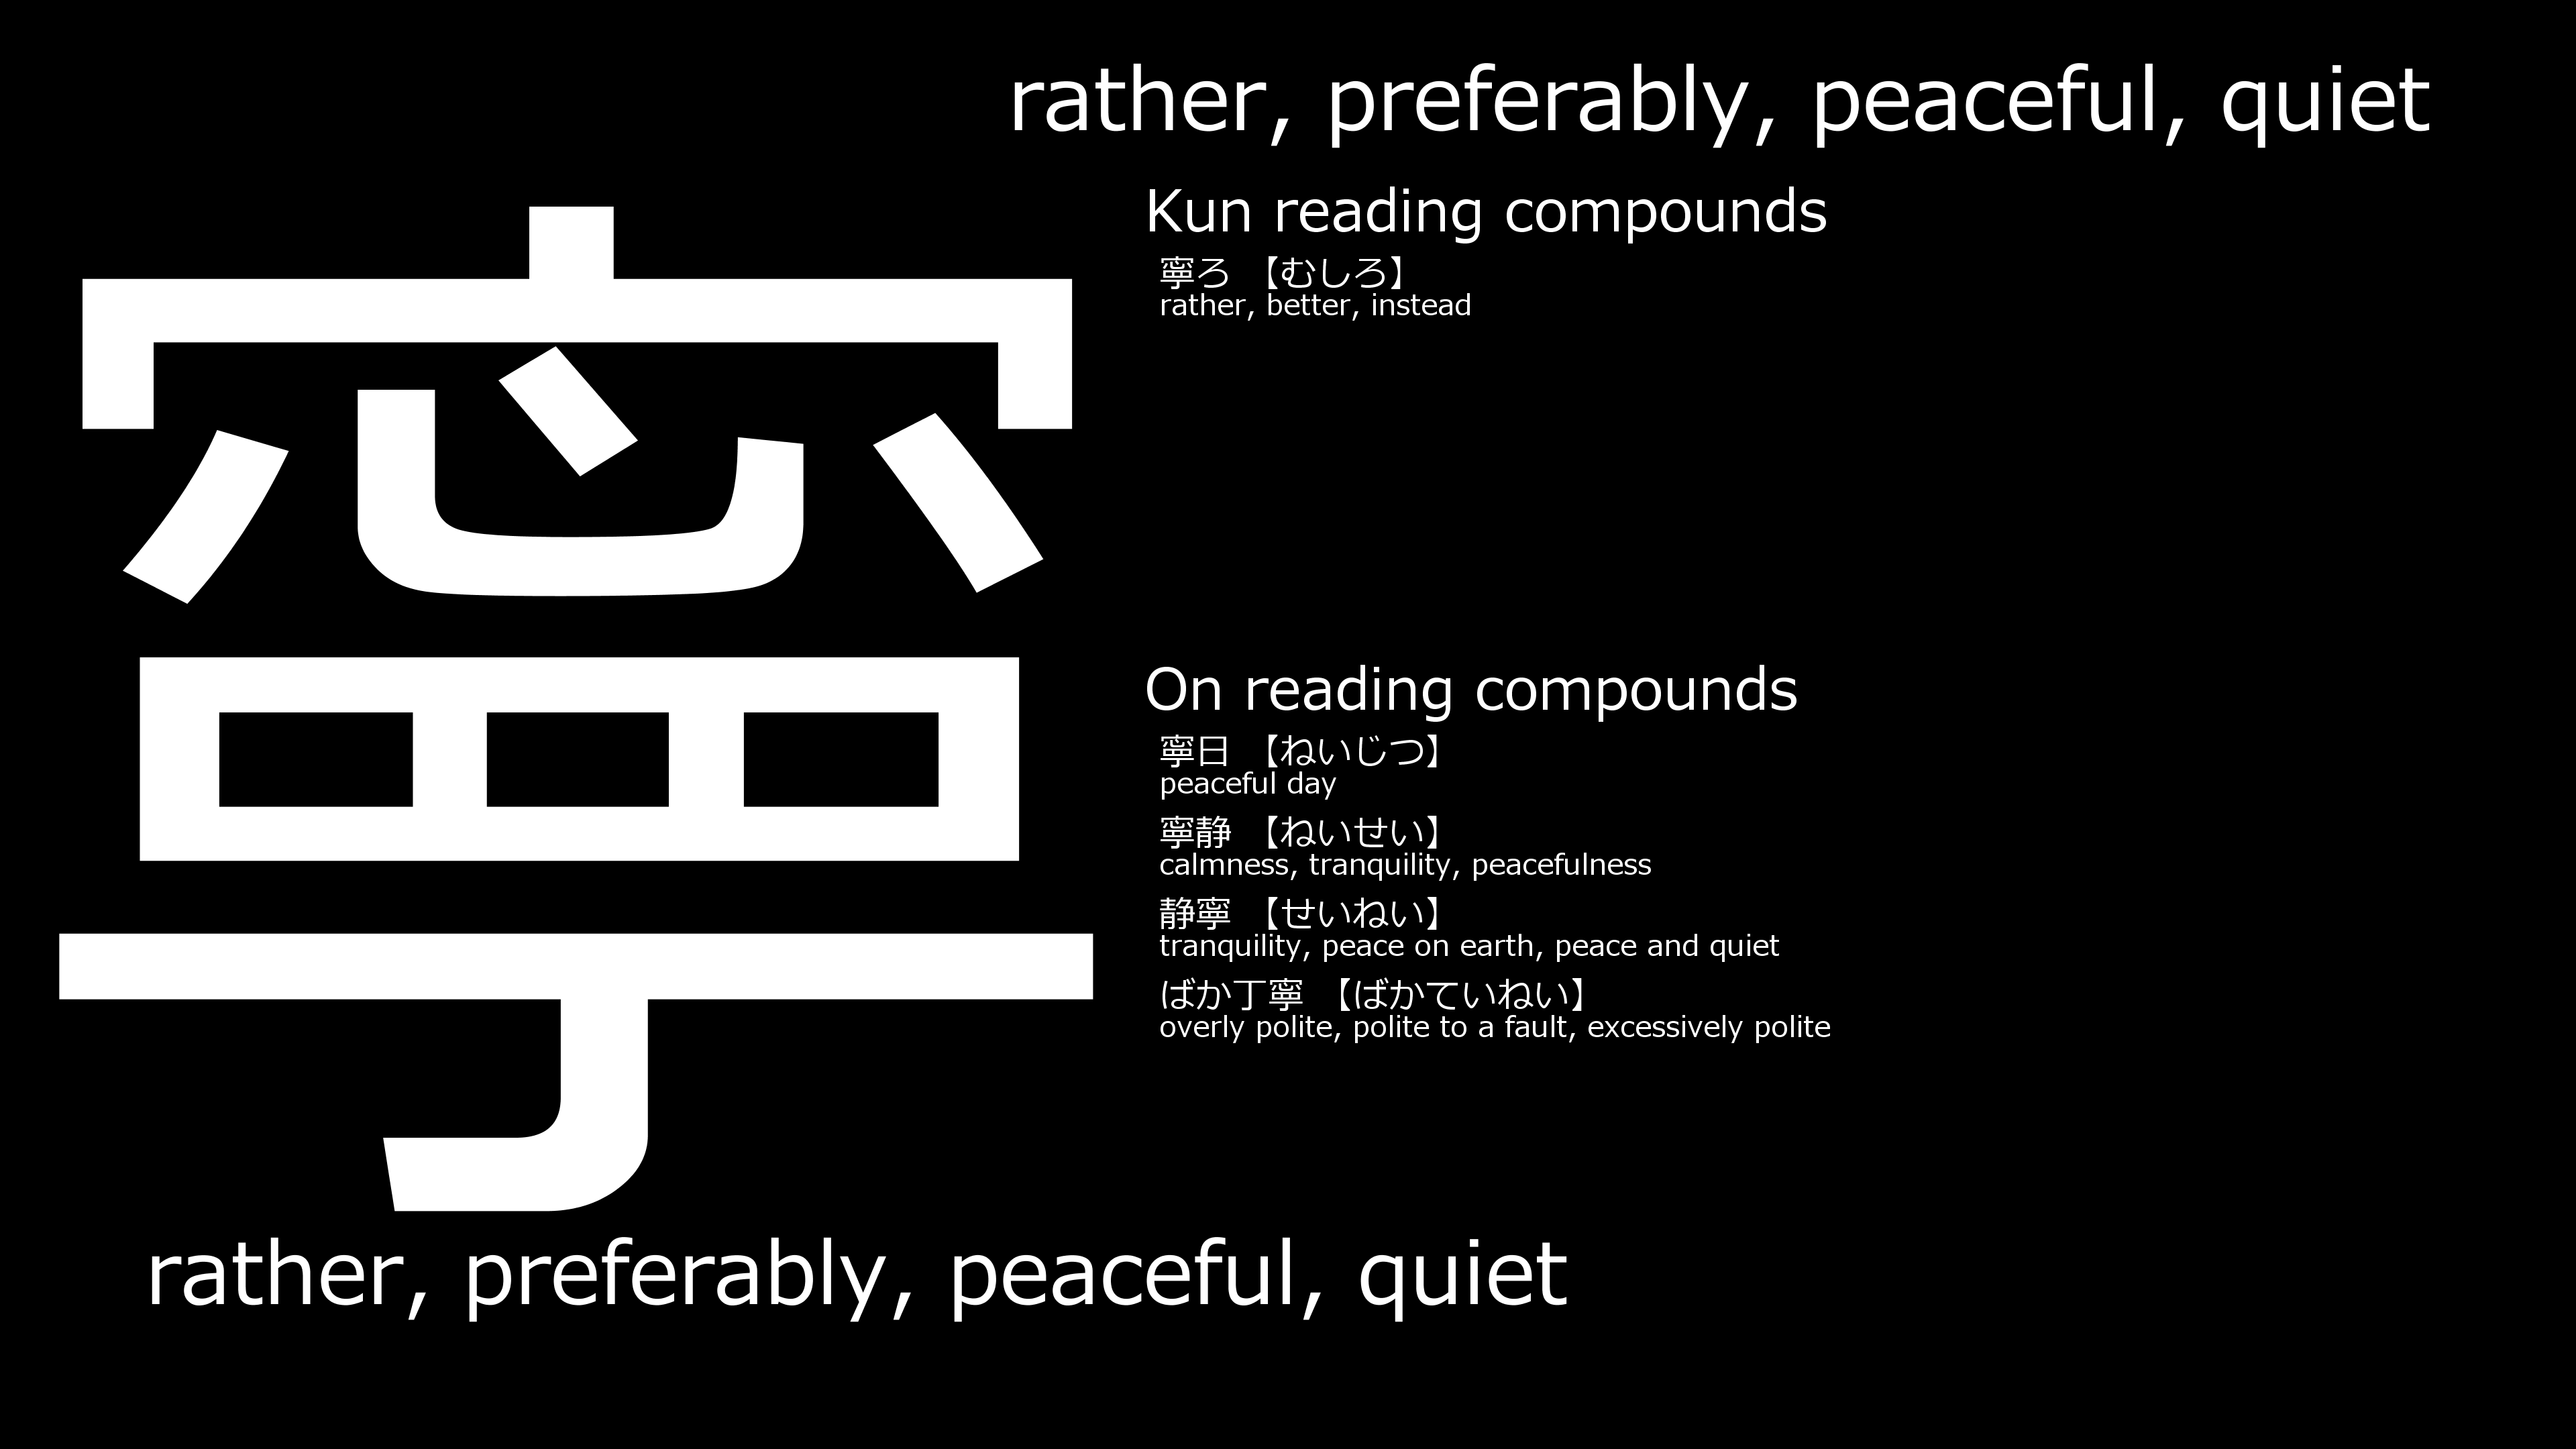 寧
rather, preferably, peaceful, quiet
Kun reading compounds
寧ろ 【むしろ】
rather, better, instead
On reading compounds
寧日 【ねいじつ】
peaceful day
寧静 【ねいせい】
calmness, tranquility, peacefulness
静寧 【せいねい】
tranquility, peace on earth, peace and quiet
ばか丁寧 【ばかていねい】
overly polite, polite to a fault, excessively polite
rather, preferably, peaceful, quiet